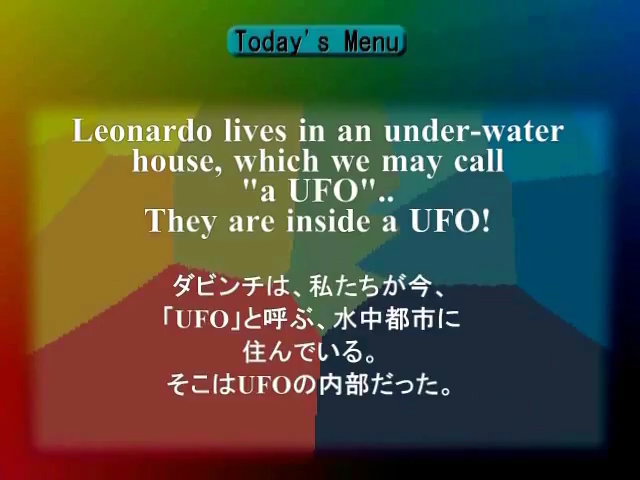 Today's Menu
Leonardo lives in an under-water
house, which we may call
"a UFO"..
They are inside a UFO!
ダビンチは、私たちが今、
「UFO」と呼ぶ、水中都市に
住んでいる。
そこはUFOの内部だった。